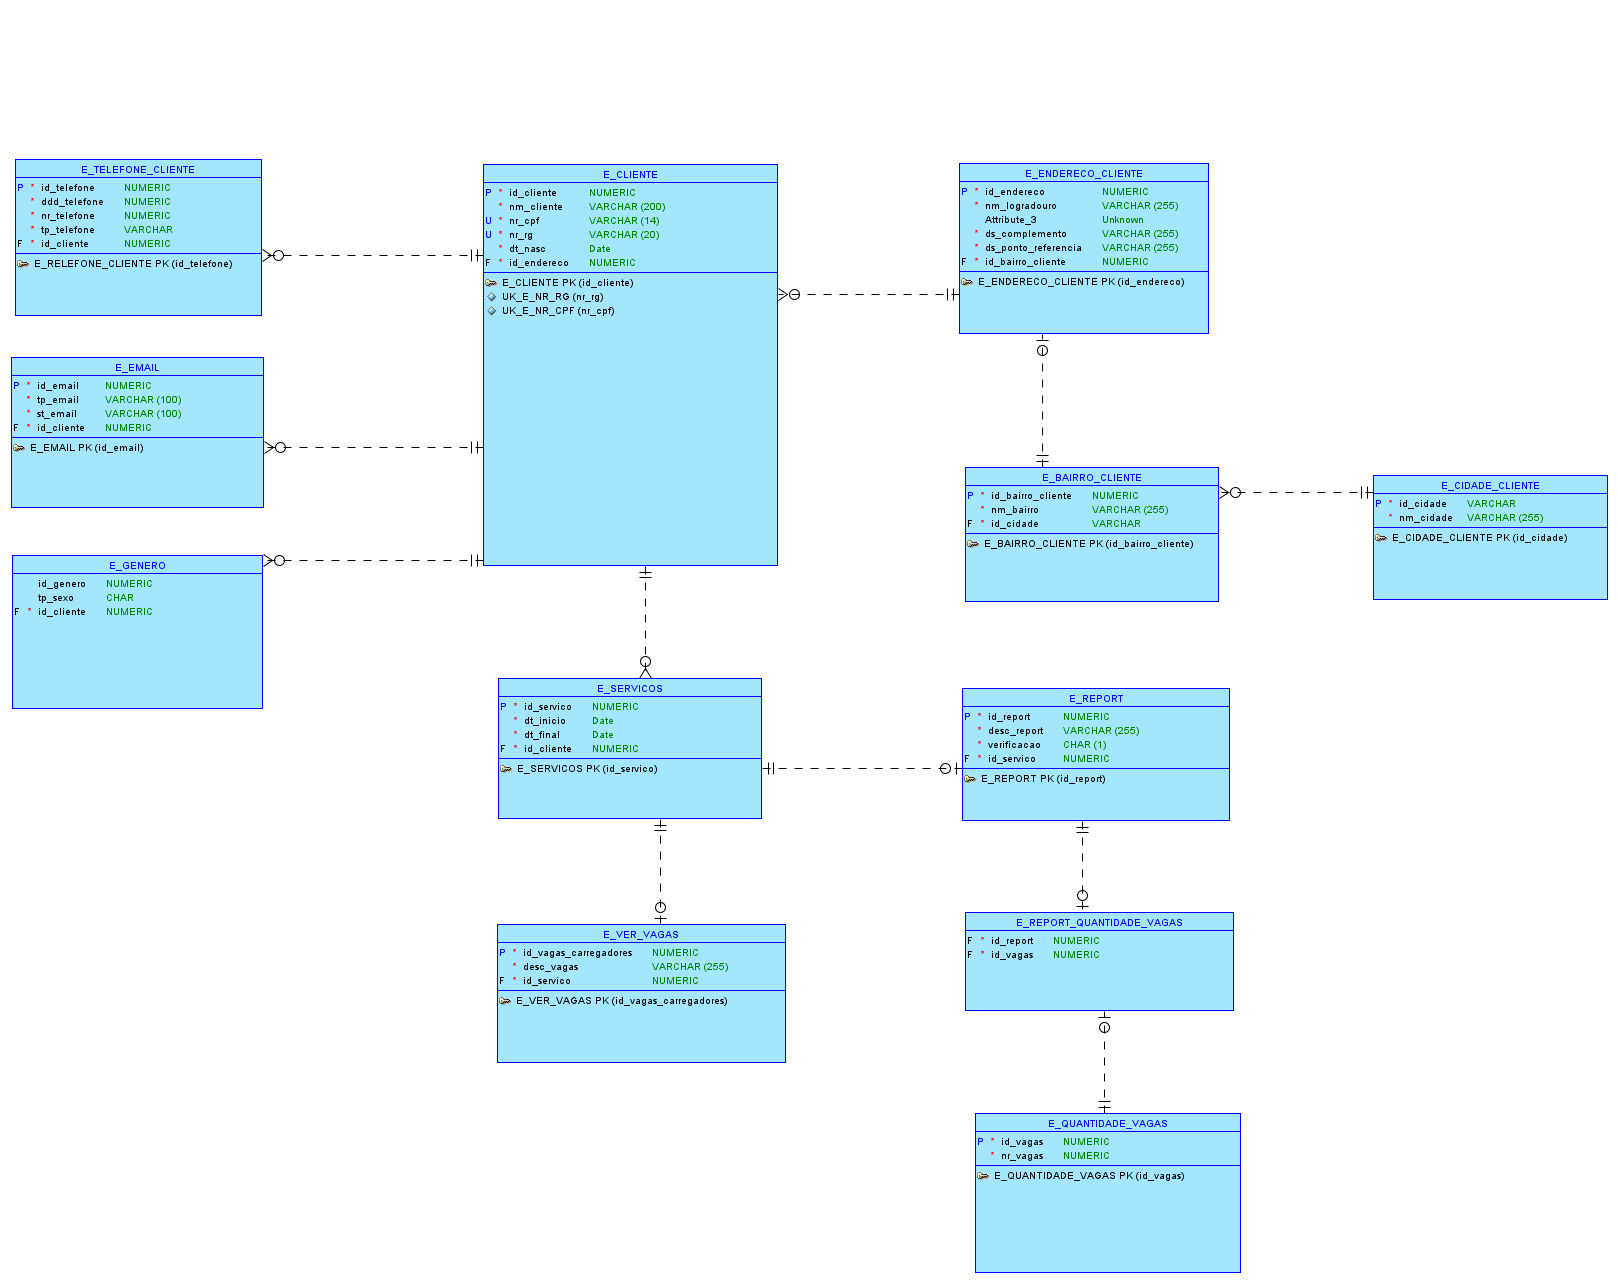 E_TELEFONE_CLIENTE
P * id_telefone NUMERIC
* ddd_telefone NUMERIC
* nr_telefone NUMERIC
* tp_telefone VARCHAR
F * id_cliente NUMERIC
E_RELEFONE_CLIENTE PK (id_telefone)
E_CLIENTE
P * id_cliente NUMERIC
* nm_cliente VARCHAR (200)
U * nr_cpf VARCHAR (14)
U * nr_rg VARCHAR (20)
* dt_nasc Date
F * id_endereco NUMERIC
E_CLIENTE PK (id_cliente)
UK_E_NR_RG (nr_rg)
UK_E_NR_CPF (nr_cpf)
E_ENDERECO_CLIENTE
P * id_endereco NUMERIC
* nm_logradouro VARCHAR (255)
Attribute_3 Unknown
* ds_complemento VARCHAR (255)
* ds_ponto_referencia VARCHAR (255)
F * id_bairro_cliente NUMERIC
E_ENDERECO_CLIENTE PK (id_endereco)
E_EMAIL
P * id_email NUMERIC
* tp_email VARCHAR (100)
* st_email VARCHAR (100)
F * id_cliente NUMERIC
E_EMAIL PK (id_email)
E_BAIRRO_CLIENTE
P * id_bairro_cliente NUMERIC
* nm_bairro VARCHAR (255)
F * id_cidade VARCHAR
E_BAIRRO_CLIENTE PK (id_bairro_cliente)
E_CIDADE_CLIENTE
P * id_cidade VARCHAR
* nm_cidade VARCHAR (255)
E_CIDADE_CLIENTE PK (id_cidade)
E_GENERO
id_genero NUMERIC
tp_sexo CHAR
F * id_cliente NUMERIC
E_SERVICOS
P * id_servico NUMERIC
* dt_inicio Date
* dt_final Date
F * id_cliente NUMERIC
E_SERVICOS PK (id_servico)
E_REPORT
P * id_report NUMERIC
* desc_report VARCHAR (255)
* verificacao CHAR (1)
F * id_servico NUMERIC
E_REPORT PK (id_report)
E_VER_VAGAS
P * id_vagas_carregadores NUMERIC
* desc_vagas VARCHAR (255)
F * id_servico NUMERIC
E_VER_VAGAS PK (id_vagas_carregadores)
E_REPORT_QUANTIDADE_VAGAS
F * id_report NUMERIC
F * id_vagas NUMERIC
E_QUANTIDADE_VAGAS
P * id_vagas NUMERIC
* nr_vagas NUMERIC
E_QUANTIDADE_VAGAS PK (id_vagas)